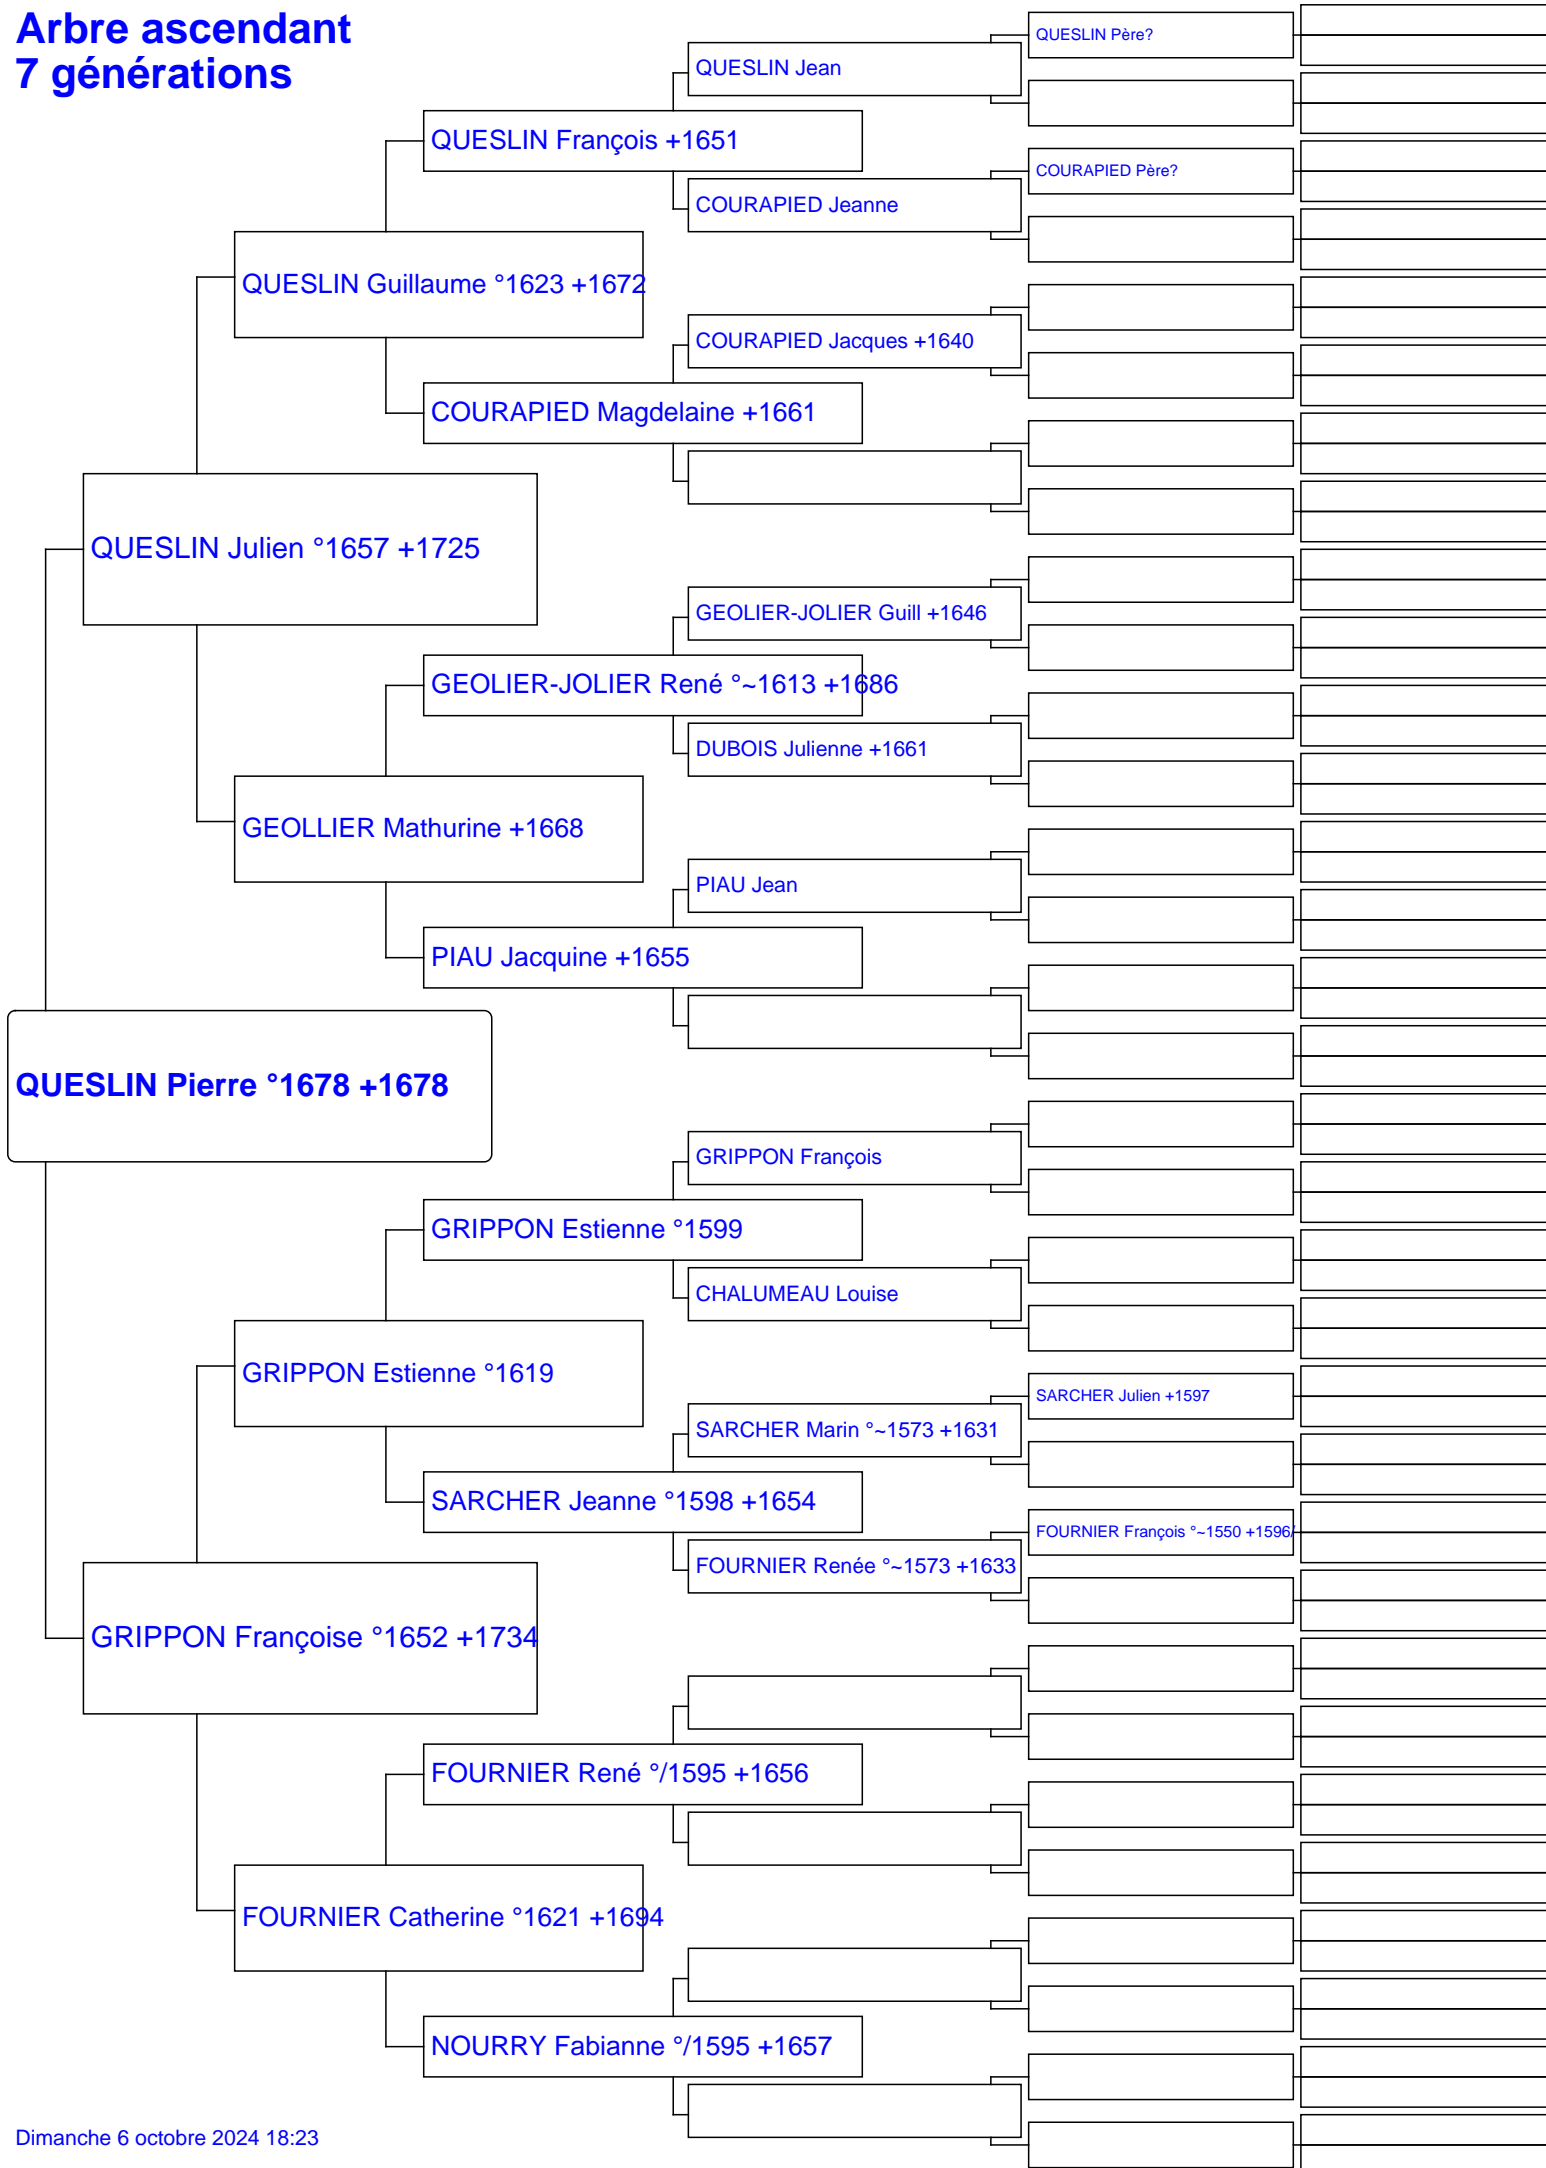 Arbre ascendant
7 générations
QUESLIN Père?
QUESLIN Jean
QUESLIN François +1651
COURAPIED Père?
COURAPIED Jeanne
QUESLIN Guillaume °1623 +1672
COURAPIED Jacques +1640
COURAPIED Magdelaine +1661
QUESLIN Julien °1657 +1725
GEOLIER-JOLIER Guill +1646
GEOLIER-JOLIER René °~1613 +1686
DUBOIS Julienne +1661
GEOLLIER Mathurine +1668
PIAU Jean
PIAU Jacquine +1655
QUESLIN Pierre °1678 +1678
GRIPPON François
GRIPPON Estienne °1599
CHALUMEAU Louise
GRIPPON Estienne °1619
SARCHER Julien +1597
SARCHER Marin °~1573 +1631
SARCHER Jeanne °1598 +1654
FOURNIER François °~1550 +1596/
FOURNIER Renée °~1573 +1633
GRIPPON Françoise °1652 +1734
FOURNIER René °/1595 +1656
FOURNIER Catherine °1621 +1694
NOURRY Fabianne °/1595 +1657
Dimanche 6 octobre 2024 18:23